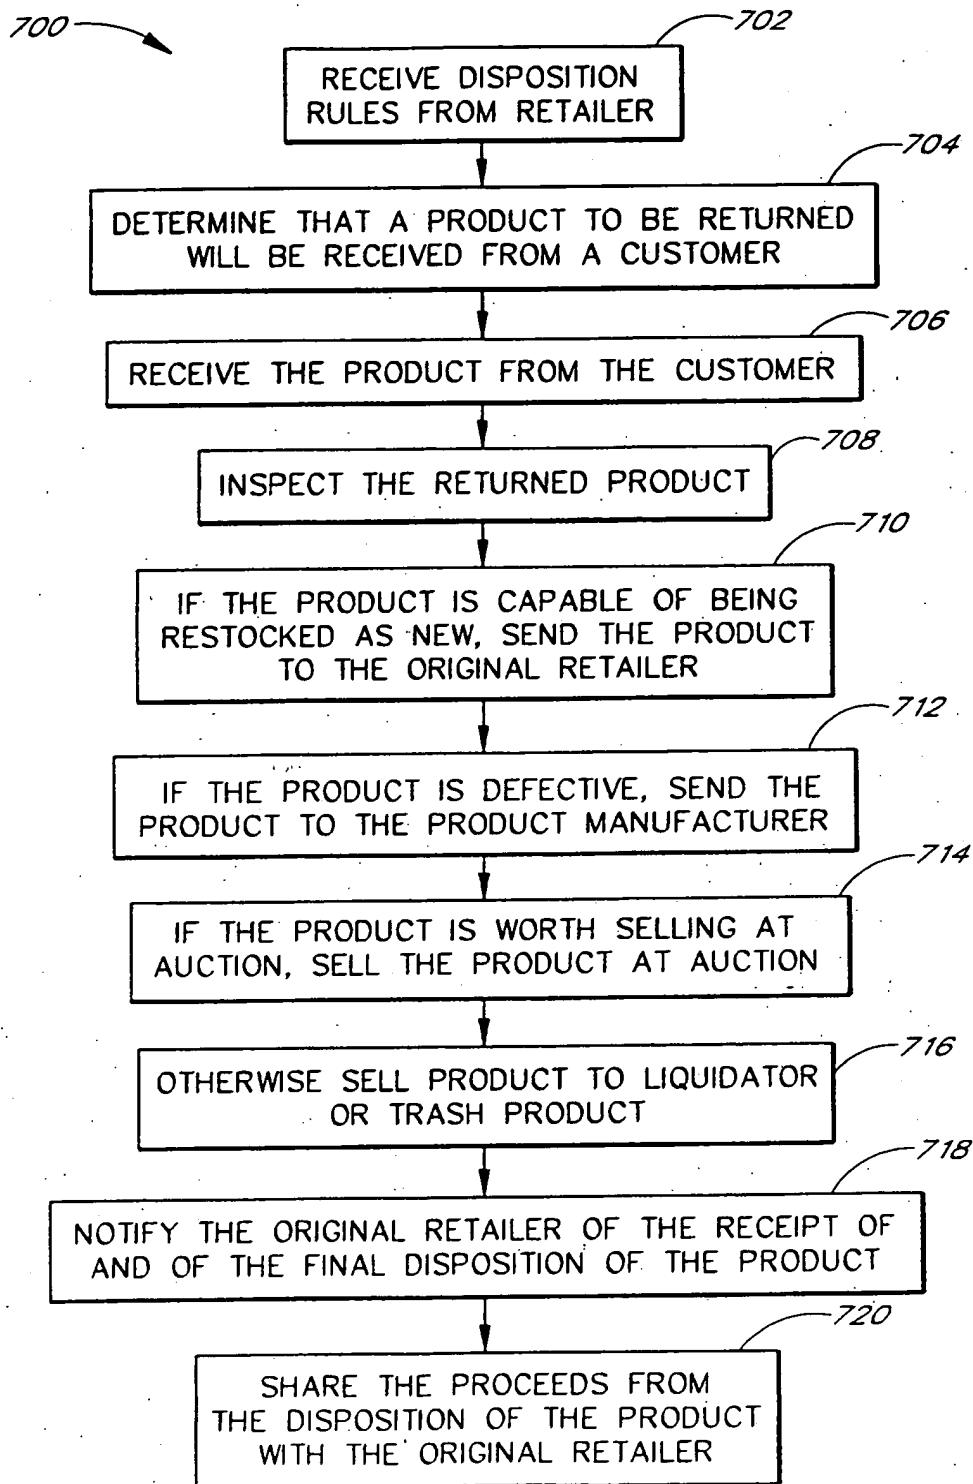 700
702
RECEIVE DISPOSITION
RULES FROM RETAILER
704
DETERMINE THAT A PRODUCT TO BE RETURNED
WILL BE RECEIVED FROM A CUSTOMER
706
RECEIVE THE PRODUCT FROM THE CUSTOMER
708
INSPECT THE RETURNED PRODUCT
710
IF THE PRODUCT IS CAPABLE OF BEING
RESTOCKED AS NEW, SEND THE PRODUCT
TO THE ORIGINAL RETAILER
712
IF THE PRODUCT IS DEFECTIVE, SEND THE
PRODUCT TO THE PRODUCT MANUFACTURER
714
IF THE PRODUCT IS WORTH SELLING AT
AUCTION, SELL THE PRODUCT AT AUCTION
716
OTHERWISE SELL PRODUCT TO LIQUIDATOR
OR TRASH PRODUCT
718
NOTIFY THE ORIGINAL RETAILER OF THE RECEIPT OF
AND OF THE FINAL DISPOSITION OF THE PRODUCT
720
SHARE THE PROCEEDS FROM
THE DISPOSITION OF THE PRODUCT
WITH THE ORIGINAL RETAILER